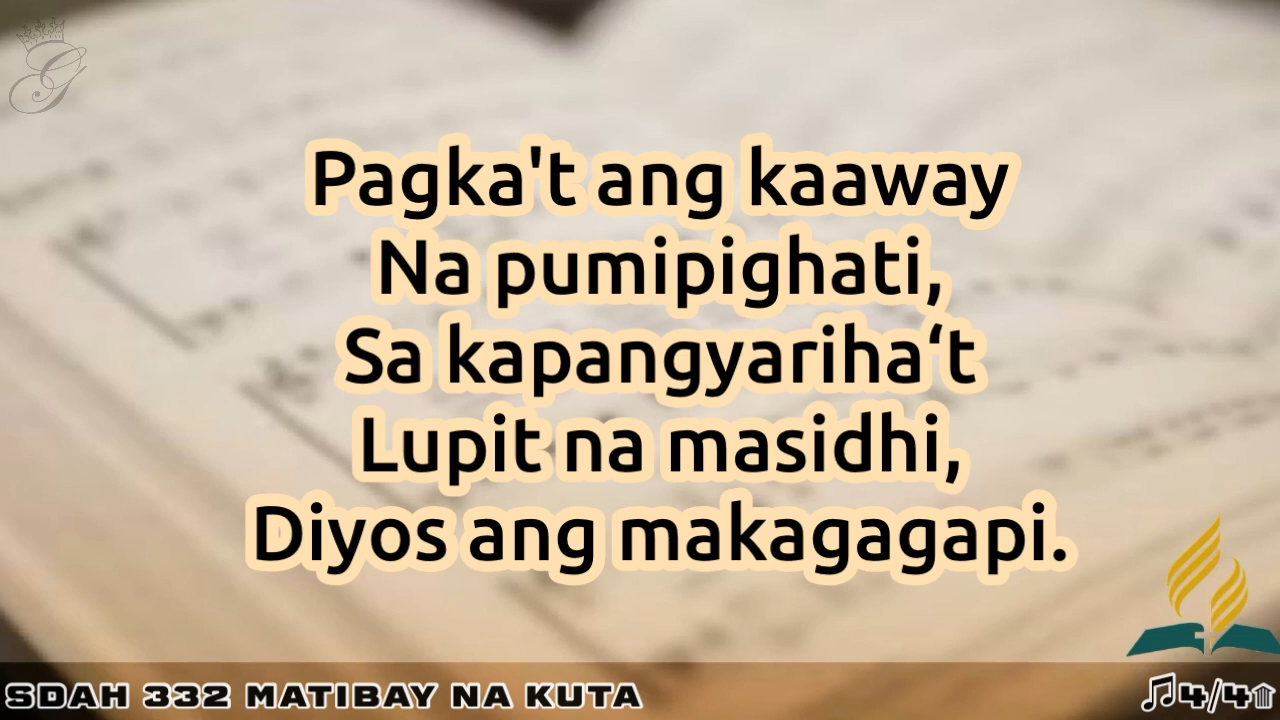 Pagka't ang kaaway
Na pumipighati,
Sa kapangyariha‘t
Lupit na masidhi,
Diyos ang makagagapi.
SDAH 332 MATIBAY NA KUTA
4/4